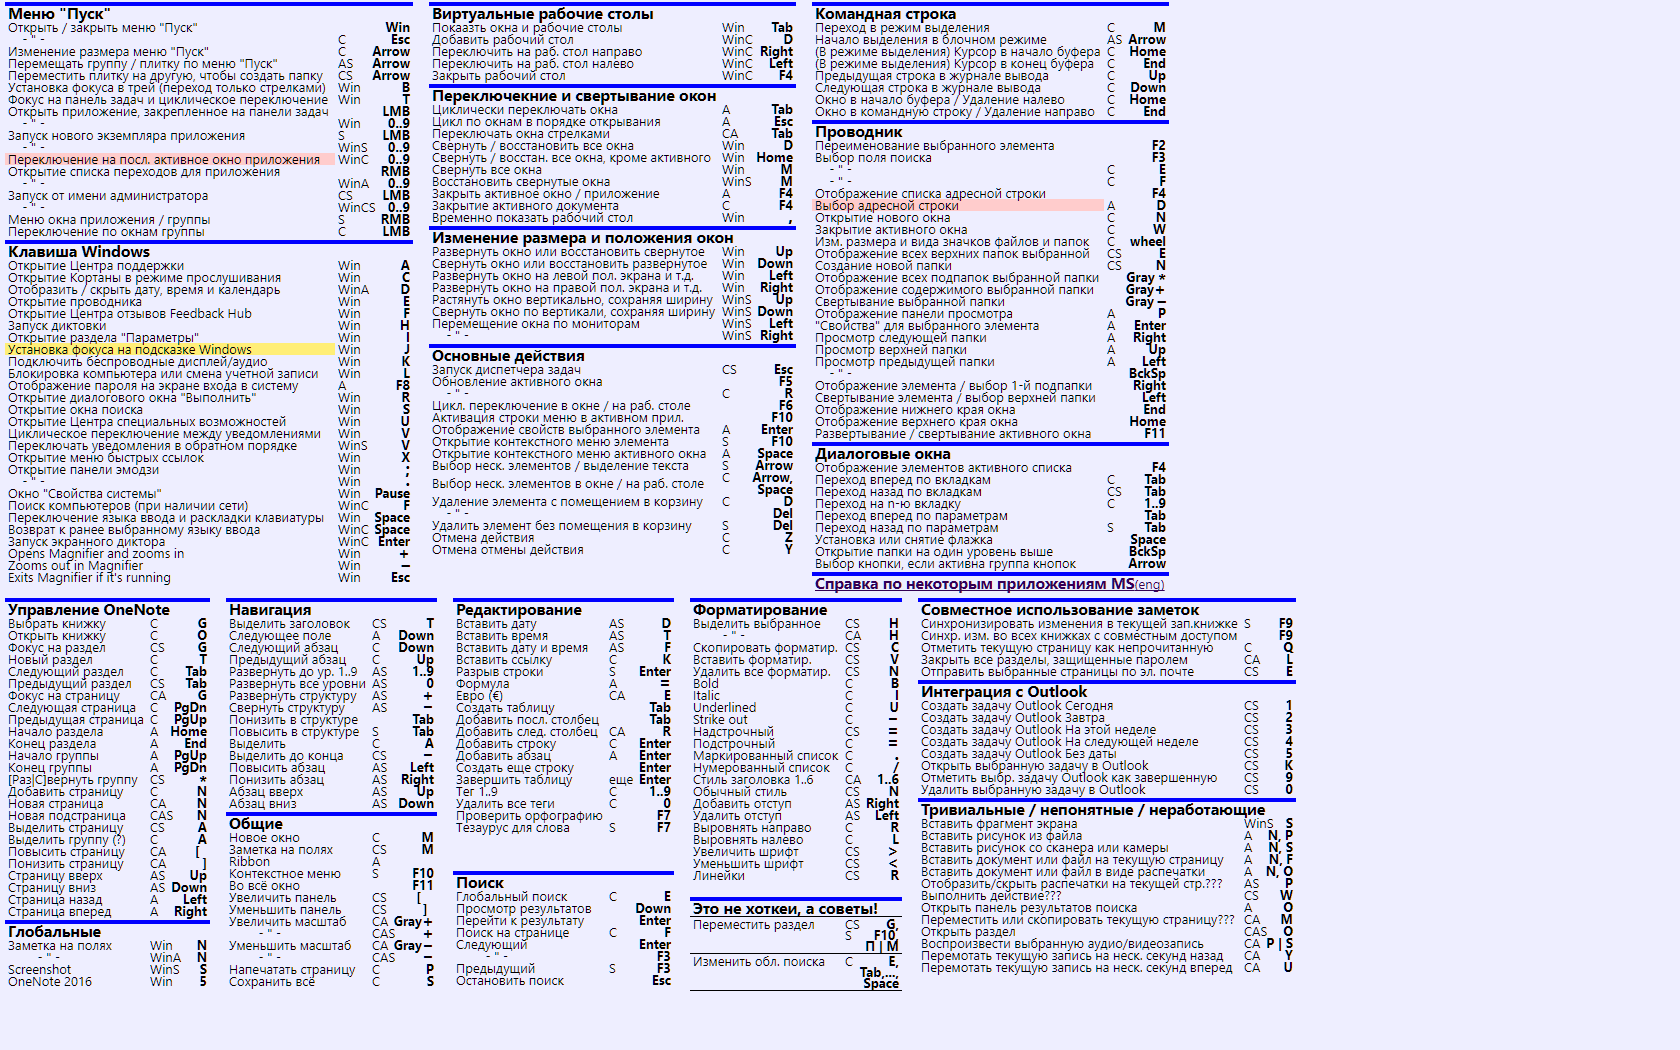 Меню "Пуск"
Открыть / закрыть меню "Пуск" Win
- " - C Esc
Изменение размера меню "Пуск" C Arrow
Перемещать группу / плитку по меню "Пуск" AS Arrow
Переместить плитку на другую, чтобы создать папку CS Arrow
Установка фокуса в трей (переход только стрелками) Win B
Фокус на панель задач и циклическое переключение Win T
Открыть приложение, закрепленное на панели задач LMB
- " - Win 0..9
Запуск нового экземпляра приложения S LMB
- " - WinS 0..9
Переключение на посл. активное окно приложения WinC 0..9
Открытие списка переходов для приложения RMB
- " - WinA 0..9
Запуск от имени администратора CS LMB
- " - WinCS 0..9
Меню окна приложения / группы S RMB
Переключение по окнам группы C LMB
Клавиша Windows
Открытие Центра поддержки Win A
Открытие Кортаны в режиме прослушивания Win C
Отобразить / скрыть дату, время и календарь WinA D
Открытие проводника Win E
Открытие Центра отзывов Feedback Hub Win F
Запуск диктовки Win H
Открытие раздела "Параметры" Win I
Установка фокуса на подсказке Windows Win J
Подключить беспроводные дисплей/аудио Win K
Блокировка компьютера или смена учетной записи Win L
Отображение пароля на экране входа в систему A F8
Открытие диалогового окна "Выполнить" Win R
Открытие окна поиска Win S
Открытие Центра специальных возможностей Win U
Циклическое переключение между уведомлениями Win V
Переключать уведомления в обратном порядке WinS V
Открытие меню быстрых ссылок Win X
Открытие панели эмодзи Win ;
- " - Win .
Окно "Свойства системы" Win Pause
Поиск компьютеров (при наличии сети) WinC F
Переключение языка ввода и раскладки клавиатуры Win Space
Возврат к ранее выбранному языку ввода WinC Space
Запуск экранного диктора WinC Enter
Opens Magnifier and zooms in Win +
Zooms out in Magnifier Win −
Exits Magnifier if it's running Win Esc
Виртуальные рабочие столы
Показазть окна и рабочие столы Win Tab
Добавить рабочий стол WinC D
Переключить на раб. стол направо WinC Right
Переключить на раб. стол налево WinC Left
Закрыть рабочий стол WinC F4
Переключекние и свертывание окон
Циклически переключать окна A Tab
Цикл по окнам в порядке открывания A Esc
Переключать окна стрелками CA Tab
Свернуть / восстановить все окна Win D
Свернуть / восстан. все окна, кроме активного Win Home
Свернуть все окна Win M
Восстановить свернутые окна WinS M
Закрыть активное окно / приложение A F4
Закрытие активного документа C F4
Временно показать рабочий стол Win ,
Изменение размера и положения окон
Развернуть окно или восстановить свернутое Win Up
Свернуть окно или восстановить развернутое Win Down
Развернуть окно на левой пол. экрана и т.д. Win Left
Развернуть окно на правой пол. экрана и т.д. Win Right
Растянуть окно вертикально, сохраняя ширину WinS Up
Свернуть окно по вертикали, сохраняя ширину WinS Down
Перемещение окна по мониторам WinS Left
- " - WinS Right
Основные действия
Запуск диспетчера задач CS Esc
Обновление активного окна F5
- " - C R
Цикл. переключение в окне / на раб. столе F6
Активация строки меню в активном прил. F10
Отображение свойств выбранного элемента A Enter
Открытие контекстного меню элемента S F10
Открытие контекстного меню активного окна A Space
Выбор неск. элементов / выделение текста S Arrow
Выбор неск. элементов в окне / на раб. столе C Arrow,
Space
Удаление элемента с помещением в корзину C D
- " - Del
Удалить элемент без помещения в корзину S Del
Отмена действия C Z
Отмена отмены действия C Y
Командная строка
Переход в режим выделения C M
Начало выделения в блочном режиме AS Arrow
(В режиме выделения) Курсор в начало буфера C Home
(В режиме выделения) Курсор в конец буфера C End
Предыдущая строка в журнале вывода C Up
Следующая строка в журнале вывода C Down
Окно в начало буфера / Удаление налево C Home
Окно в командную строку / Удаление направо C End
Проводник
Переименование выбранного элемента F2
Выбор поля поиска F3
- " - C E
- " - C F
Отображение списка адресной строки F4
Выбор адресной строки A D
Открытие нового окна C N
Закрытие активного окна C W
Изм. размера и вида значков файлов и папок C wheel
Отображение всех верхних папок выбранной CS E
Создание новой папки CS N
Отображение всех подпапок выбранной папки Gray *
Отображение содержимого выбранной папки Gray +
Свертывание выбранной папки Gray −
Отображение панели просмотра A P
"Свойства" для выбранного элемента A Enter
Просмотр следующей папки A Right
Просмотр верхней папки A Up
Просмотр предыдущей папки A Left
- " - BckSp
Отображение элемента / выбор 1-й подпапки Right
Свертывание элемента / выбор верхней папки Left
Отображение нижнего края окна End
Отображение верхнего края окна Home
Развертывание / свертывание активного окна F11
Диалоговые окна
Отображение элементов активного списка F4
Переход вперед по вкладкам C Tab
Переход назад по вкладкам CS Tab
Переход на n-ю вкладку C 1..9
Переход вперед по параметрам Tab
Переход назад по параметрам S Tab
Установка или снятие флажка Space
Открытие папки на один уровень выше BckSp
Выбор кнопки, если активна группа кнопок Arrow
Справка по некоторым приложениям MS(eng)
Управление OneNote
Выбрать книжку C G
Открыть книжку C O
Фокус на раздел CS G
Новый раздел C T
Следующий раздел C Tab
Предыдущий раздел CS Tab
Фокус на страницу CA G
Следующая страница C PgDn
Предыдущая страница C PgUp
Начало раздела A Home
Конец раздела A End
Начало группы A PgUp
Конец группы A PgDn
[Раз|С]вернуть группу CS *
Добавить страницу C N
Новая страница CA N
Новая подстраница CAS N
Выделить страницу CS A
Выделить группу (?) C A
Повысить страницу CA [
Понизить страницу CA ]
Страницу вверх AS Up
Страницу вниз AS Down
Страница назад A Left
Страница вперед A Right
Глобальные
Заметка на полях Win N
- " - WinA N
Screenshot WinS S
OneNote 2016 Win 5
Навигация
Выделить заголовок CS T
Следующее поле A Down
Следующий абзац C Down
Предыдущий абзац C Up
Развернуть до ур. 1..9 AS 1..9
Развернуть все уровни AS 0
Развернуть структуру AS +
Свернуть структуру AS −
Понизить в структуре Tab
Повысить в структуре S Tab
Выделить C A
Выделить до конца CS −
Повысить абзац AS Left
Понизить абзац AS Right
Абзац вверх AS Up
Абзац вниз AS Down
Общие
Новое окно C M
Заметка на полях CS M
Ribbon A
Контекстное меню S F10
Во всё окно F11
Увеличить панель CS [
Уменьшить панель CS ]
Увеличить масштаб CA Gray +
- " - CAS +
Уменьшить масштаб CA Gray −
- " - CAS −
Напечатать страницу C P
Сохранить всё C S
Редактирование
Вставить дату AS D
Вставить время AS T
Вставить дату и время AS F
Вставить ссылку C K
Разрыв строки S Enter
Формула A =
Евро (€) CA E
Создать таблицу Tab
Добавить посл. столбец Tab
Добавить след. столбец CA R
Добавить строку C Enter
Добавить абзац A Enter
Создать еще строку Enter
Завершить таблицу еще Enter
Тег 1..9 C 1..9
Удалить все теги C 0
Проверить орфографию F7
Тезаурус для слова S F7
Поиск
Глобальный поиск C E
Просмотр результатов Down
Перейти к результату Enter
Поиск на странице C F
Следующий Enter
- " - F3
Предыдущий S F3
Остановить поиск Esc
Форматирование
Выделить выбранное CS H
- " - CA H
Скопировать форматир. CS C
Вставить форматир. CS V
Удалить все форматир. CS N
Bold C B
Italic C I
Underlined C U
Strike out C −
Надстрочный CS =
Подстрочный C =
Маркированный список C .
Нумерованный список C /
Стиль заголовка 1..6 CA 1..6
Обычный стиль CS N
Добавить отступ AS Right
Удалить отступ AS Left
Выровнять направо C R
Выровнять налево C L
Увеличить шрифт CS >
Уменьшить шрифт CS <
Линейки CS R
Это не хоткеи, а советы!
Переместить раздел CS G,
S F10,
П | М
Изменить обл. поиска C E,
Tab,...,
Space
Совместное использование заметок
Синхронизировать изменения в текущей зап.книжке S F9
Синхр. изм. во всех книжках с совместным доступом F9
Отметить текущую страницу как непрочитанную C Q
Закрыть все разделы, защищенные паролем CA L
Отправить выбранные страницы по эл. почте CS E
Интеграция с Outlook
Создать задачу Outlook Сегодня CS 1
Создать задачу Outlook Завтра CS 2
Создать задачу Outlook На этой неделе CS 3
Создать задачу Outlook На следующей неделе CS 4
Создать задачу Outlook Без даты CS 5
Открыть выбранную задачу в Outlook CS K
Отметить выбр. задачу Outlook как завершенную CS 9
Удалить выбранную задачу в Outlook CS 0
Тривиальные / непонятные / неработающие
Вставить фрагмент экрана WinS S
Вставить рисунок из файла A N, P
Вставить рисунок со сканера или камеры A N, S
Вставить документ или файл на текущую страницу A N, F
Вставить документ или файл в виде распечатки A N, O
Отобразить/скрыть распечатки на текущей стр.??? AS P
Выполнить действие??? CS W
Открыть панель результатов поиска A O
Переместить или скопировать текущую страницу??? CA M
Открыть раздел CAS O
Воспроизвести выбранную аудио/видеозапись CA P | S
Перемотать текущую запись на неск. секунд назад CA Y
Перемотать текущую запись на неск. секунд вперед CA U